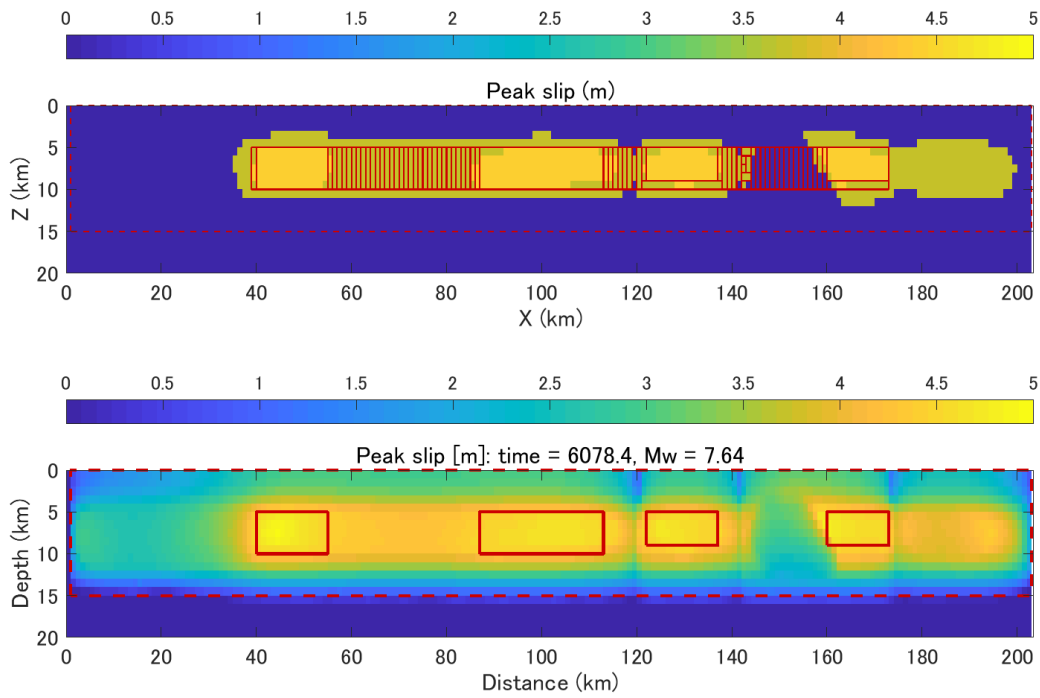 0 0.5 1 1.5 2 2.5 3 3.5 4 4.5 5
Peak slip (m)
0
5
10
15
20
Z (km)
0 20 40 60 80 100 120 140 160 180 200
X (km)
0 0.5 1 1.5 2 2.5 3 3.5 4 4.5 5
Peak slip [m]: time = 6078.4, Mw = 7.64
0
5
10
15
20
Depth (km)
0 20 40 60 80 100 120 140 160 180 200
Distance (km)